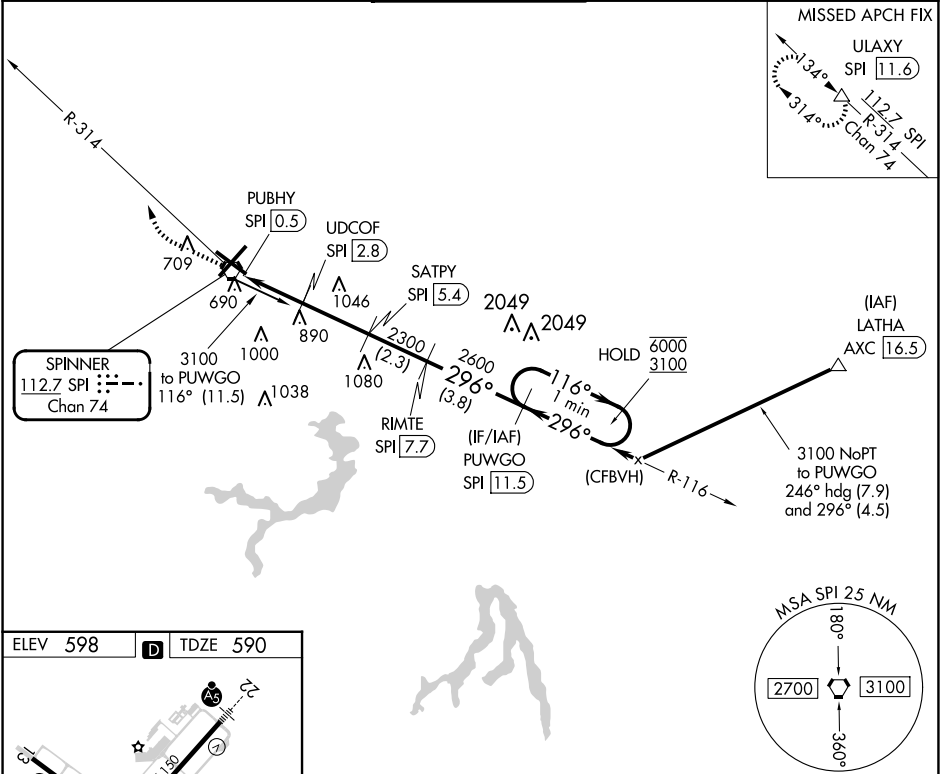 MISSED APCH FIX
ULAXY
SPI 11.6
134°
314°
112.7 SPI
R-314
Chan 74
R-314
PUBHY
SPI 0.5
UDCOF
SPI 2.8
SATPY
SPI 5.4
709
690
1046
890
1000
1080
1038
2049
2049
2300
(2.3)
2600
296°
(3.8)
HOLD 6000
3100
116°
1 min
296°
(IAF)
LATHA
AXC 16.5
SPINNER
112.7 SPI
Chan 74
3100
to PUWGO
116° (11.5)
RIMTE
SPI 7.7
(IF/IAF)
PUWGO
SPI 11.5
(CFBVH)
R-116
3100 NoPT
to PUWGO
246° hdg (7.9)
and 296° (4.5)
MSA SPI 25 NM
180°
2700
3100
360°
ELEV 598
D
TDZE 590
A5
22
V
13